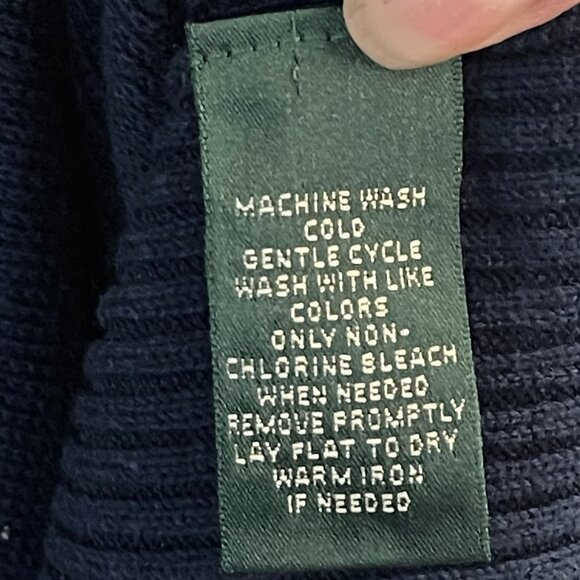 MACHINE WASH
COLD
GENTLE CYCLE
WASH WITH LIKE
COLORS
ONLY NON-
CHLORINE BLEACH
WHEN NEEDED
REMOVE PROMPTLY
LAY FLAT TO DRY
WARM IRON
IF NEEDED